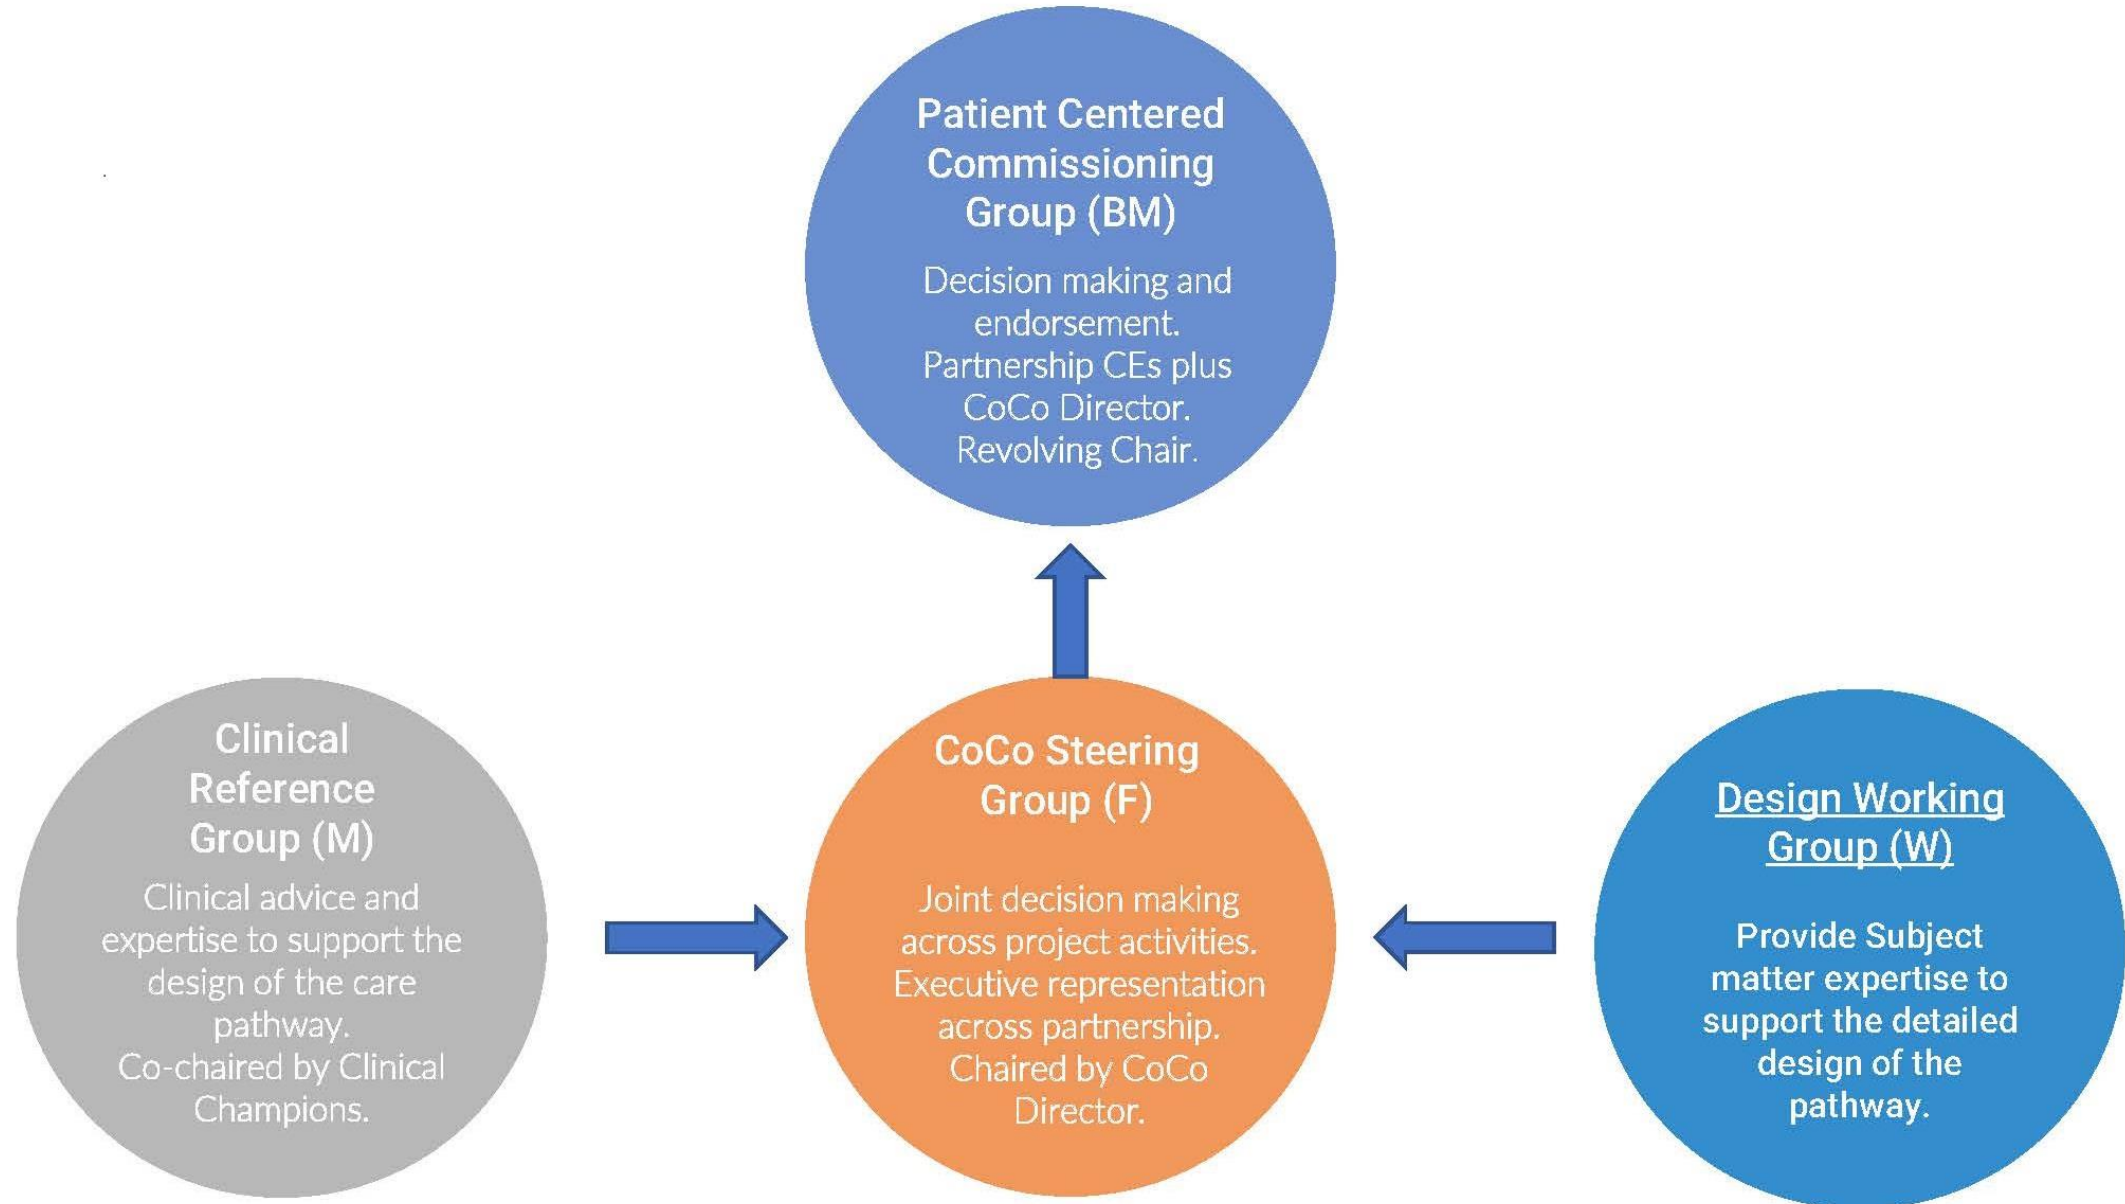 Patient Centered
Commissioning
Group (BM)
Decision making and
endorsement.
Partnership CEs plus
CoCo Director.
Revolving Chair.
Clinical
Reference
Group (M)
Clinical advice and
expertise to support the
design of the care
pathway.
Co-chaired by Clinical
Champions.
CoCo Steering
Group (F)
Joint decision making
across project activities.
Executive representation
across partnership.
Chaired by CoCo
Director.
Design Working
Group (W)
Provide Subject
matter expertise to
support the detailed
design of the
pathway.